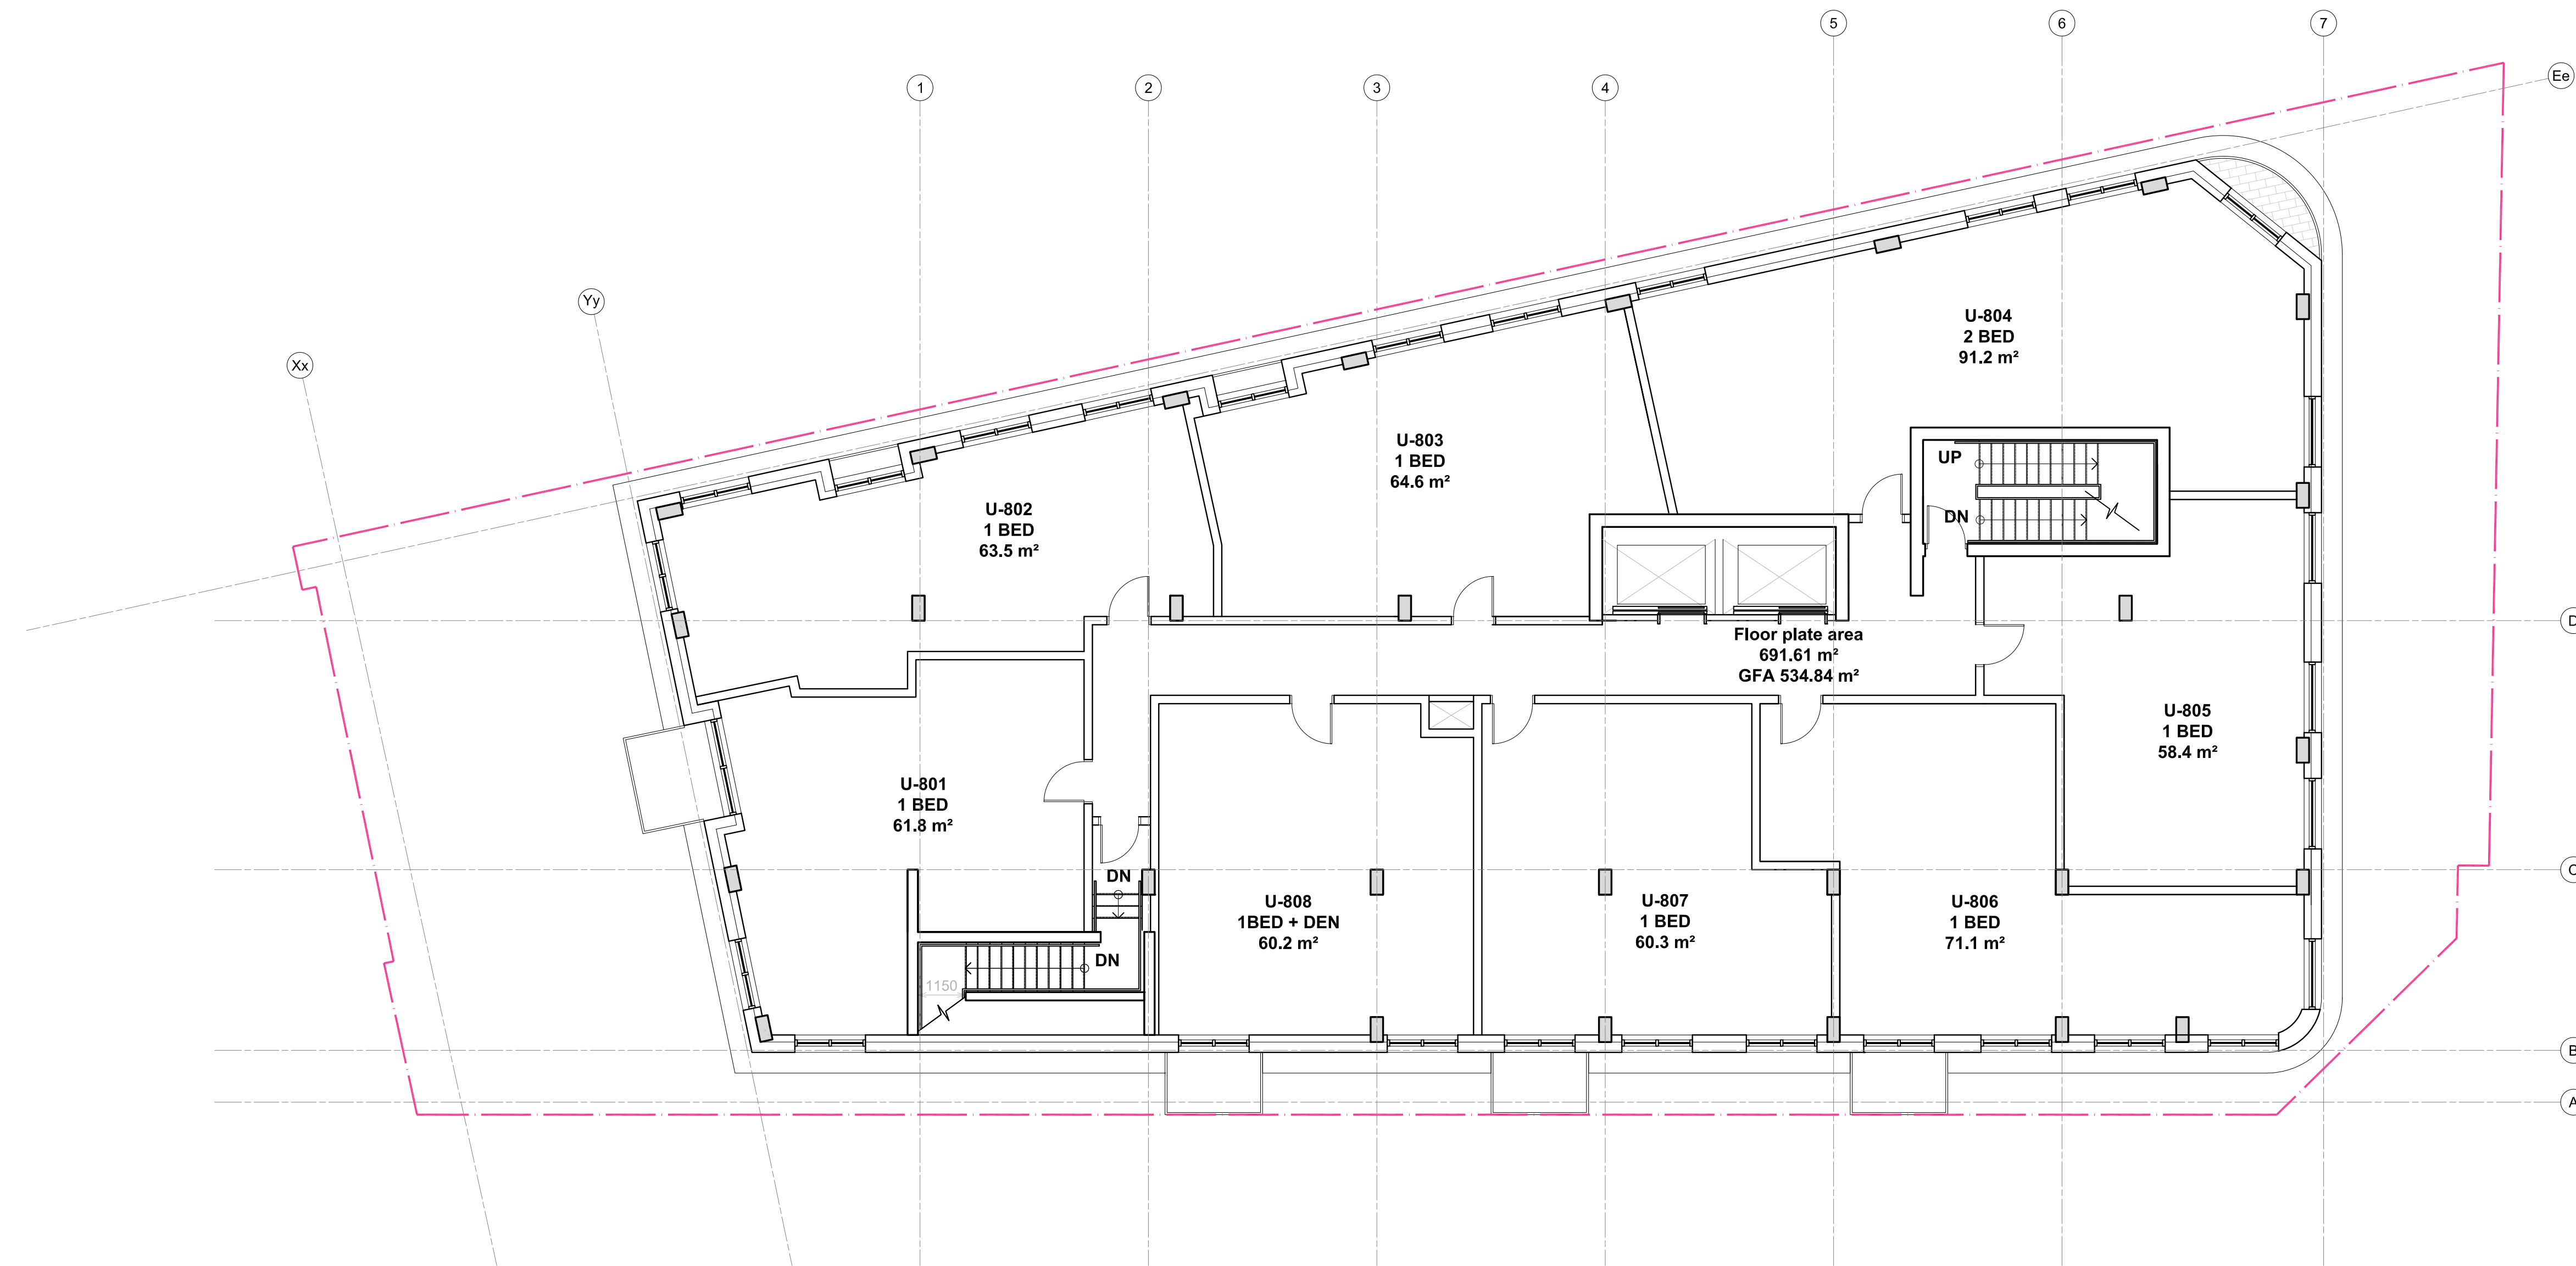 5
6
7
Ee
1
2
3
4
Yy
Xx
U-804
2 BED
91.2 m²
U-803
1 BED
64.6 m²
UP
DN
U-802
1 BED
63.5 m²
D
Floor plate area
691.61 m²
GFA 534.84 m²
U-805
1 BED
58.4 m²
U-801
1 BED
61.8 m²
C
DN
U-808
1BED + DEN
60.2 m²
U-807
1 BED
60.3 m²
U-806
1 BED
71.1 m²
DN
1150
B
A